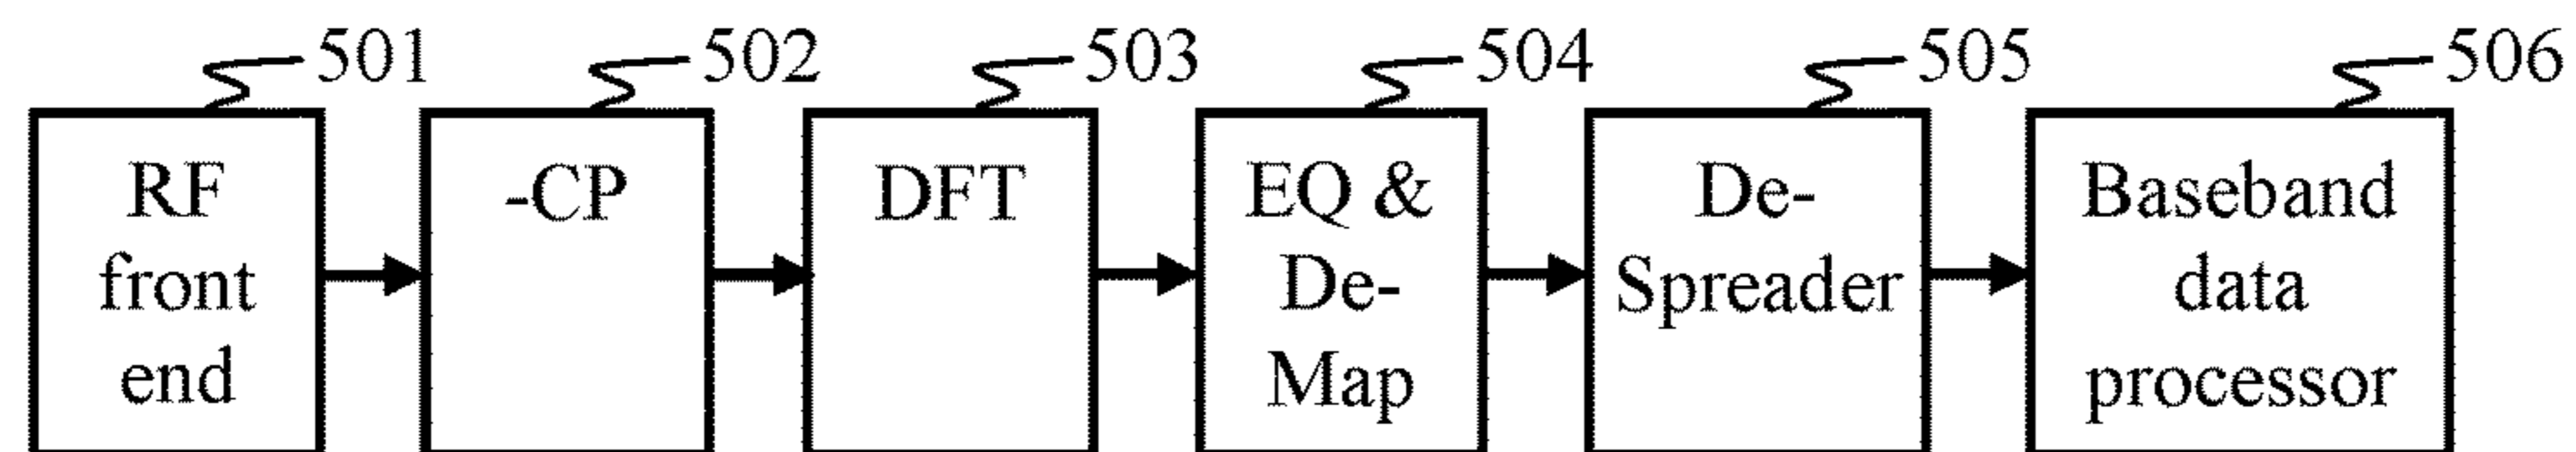 501 502 503 504 505 506
RF
front
end
-CP
DFT
EQ &
De-
Map
De-
Spreader
Baseband
data
processor